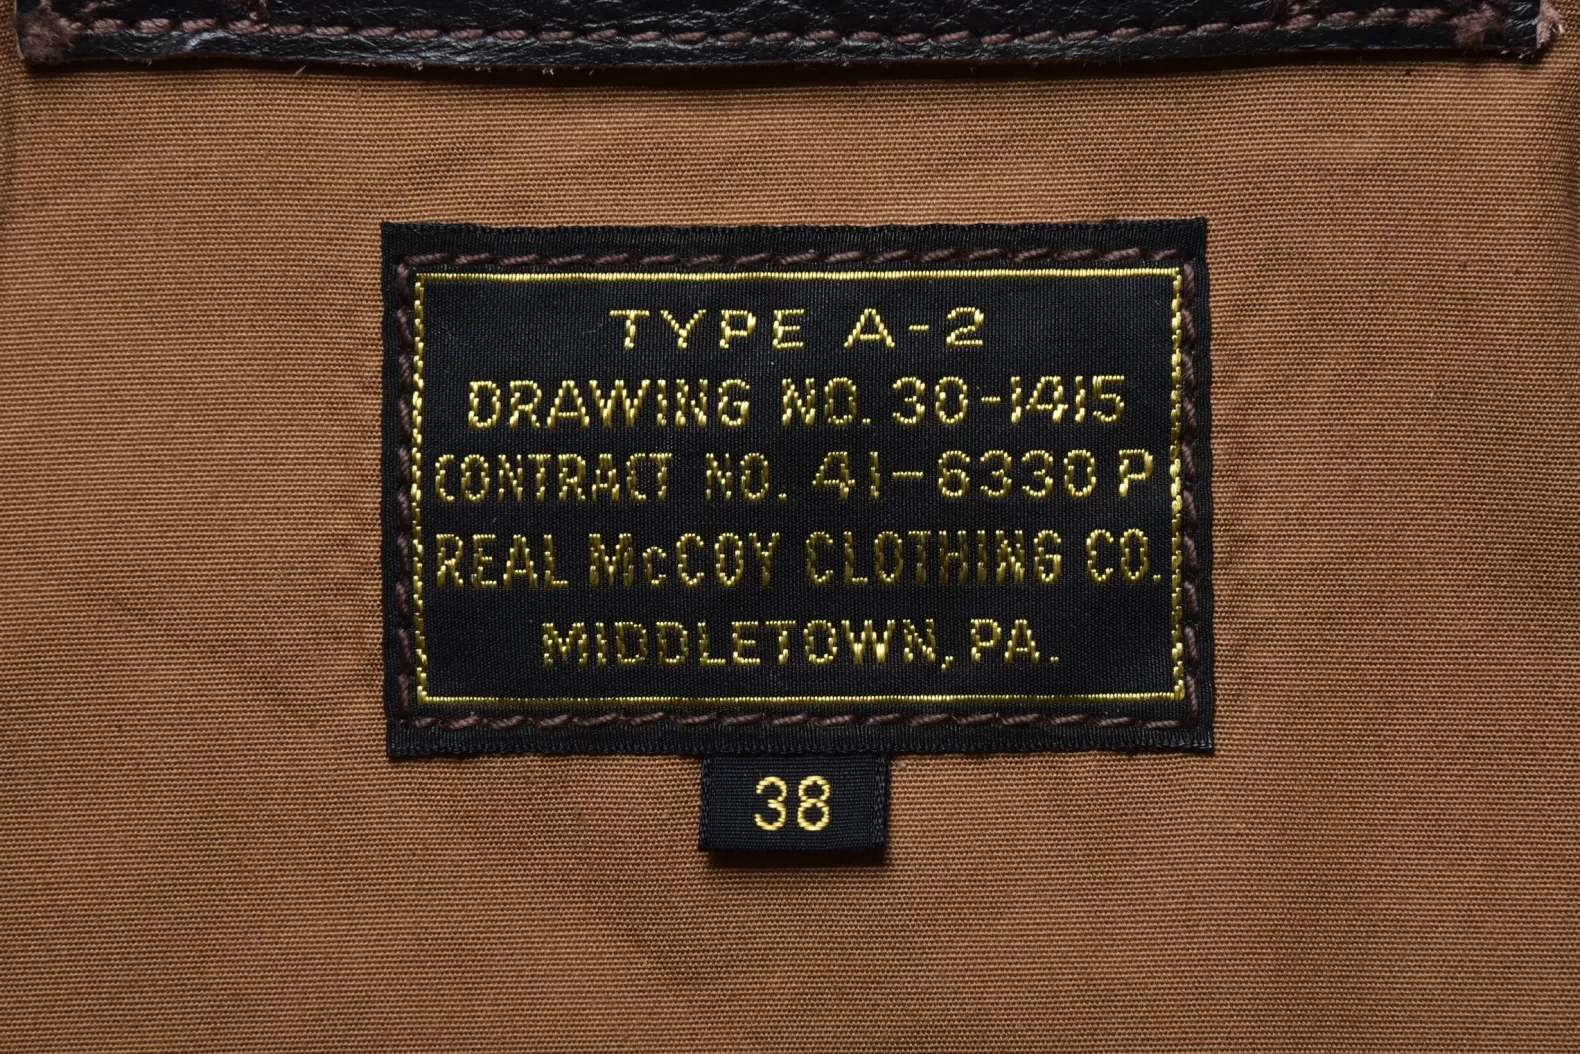 TYPE A-2
DRAWING NO. 30-1415
CONTRACT NO. 41-6330 P
REAL McCOY CLOTHING CO.
MIDDLETOWN, PA.
38